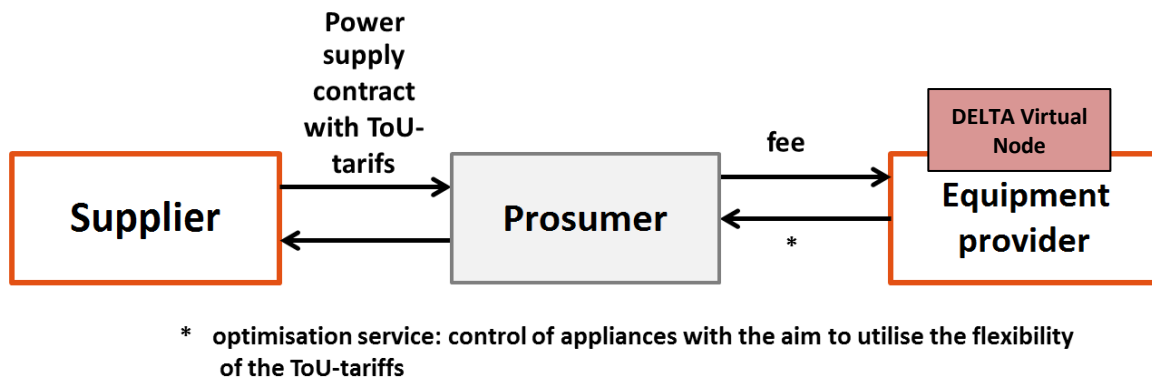 Power
supply
contract
with ToU-
tarifs
Supplier
Prosumer
fee
*
DELTA Virtual
Node
Equipment
provider
* optimisation service: control of appliances with the aim to utilise the flexibility
of the ToU-tariffs